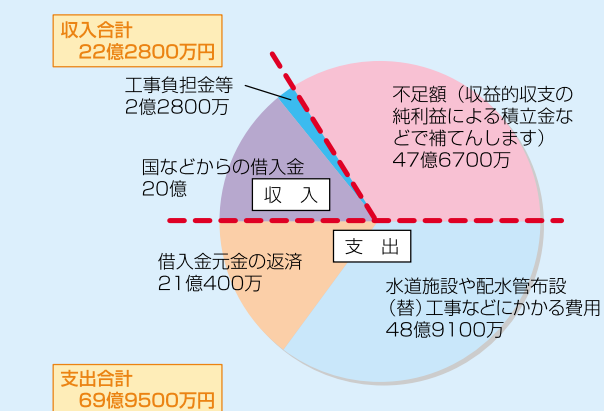 収入合計
22億2800万円
工事負担金等
2億2800万
不足額（収益的収支の
純利益による積立金な
どで補てんします）
47億6700万
国などからの借入金
20億
収 入
支 出
借入金元金の返済
21億400万
水道施設や配水管布設
（替）工事などにかかる費用
48億9100万
支出合計
69億9500万円